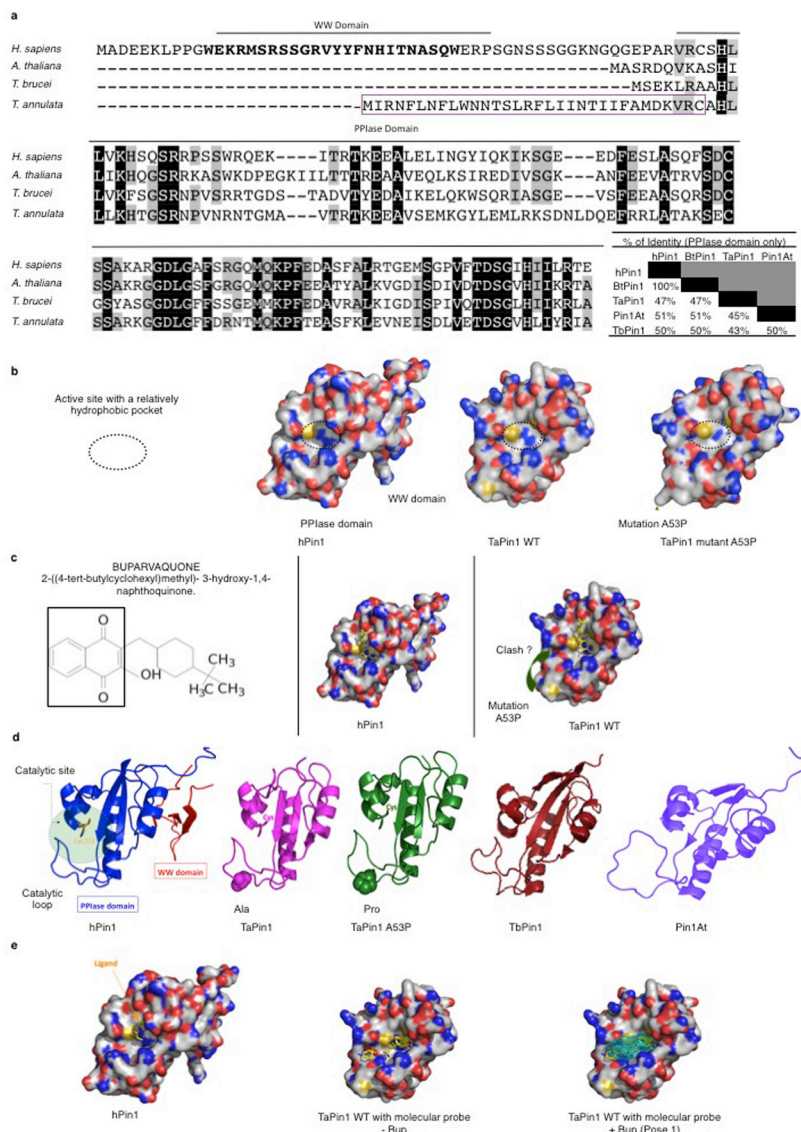 a
WW Domain
H. sapiens MADEEKLPPGWEKRMSRSSGRVYYFNHITNASQWERPSGNSSSGGKNGQGEPARVRCSHL
A. thaliana MASRDQVKASHI
T. brucei MSEKLRAAHL
T. annulata MIRNFLNFLWNNTSLRFLIINTIIFAMDKVRCAHL
PPIase Domain
H. sapiens LVKHSQSRRPSSWRQEK----ITRTKEEALELINGYIQKIKSGE---EDFESLASQFSDC
A. thaliana LIKHQGSRRKASWKDPEGKIILTTTREAAVEQLKSIREDIVSGK---ANFEEVATRVSDC
T. brucei LVKFSGSRNPVSRRTGDS--TADVTYEDAIKELQKWSQRIASGE---VSFEEAASQRSDC
T. annulata LLKHTGSRNPVNRNTGMA---VTRTKEEAVSEMKGYLEMLRKSDNLDQEFRRLATAKSEC
H. sapiens SSAKARGDLGAFSRGQMQKPFEDASFALRTGEMSGPVFTDSGIHIILRTE
A. thaliana SSAKRGGDLGSFGRGQMQKPFEEATYALKVGDISDIVDTDSGVHIIKRTA
T. brucei GSYASGGDLGFFSSGEMMKPFEDAVRALKIGDISPIVQTDSGLHIIKRLA
T. annulata SSARKGGDLGFFDRNTMQKPFTEASFKLEVNEISDLVETDSGVHLIYRIA
% of Identity (PPIase domain only)
hPin1 BtPin1 TaPin1 Pin1At
hPin1
BtPin1 100%
TaPin1 47% 47%
Pin1At 51% 51% 45%
TbPin1 50% 50% 43% 50%
b
Active site with a relatively
hydrophobic pocket
WW domain
PPIase domain
hPin1
TaPin1 WT
Mutation A53P
TaPin1 mutant A53P
c
BUPARVAQUONE
2-((4-tert-butylcyclohexyl)methyl)- 3-hydroxy-1,4-
naphthoquinone.
O
O
OH
CH3
H3C
CH3
hPin1
Clash ?
Mutation
A53P
TaPin1 WT
d
Catalytic site
Catalytic
loop
WW domain
PPIase domain
hPin1
Cys
Ala
TaPin1
Cys
Pro
TaPin1 A53P
TbPin1
Pin1At
e
Ligand
hPin1
TaPin1 WT with molecular probe
- Bup
TaPin1 WT with molecular probe
+ Bup (Pose 1)